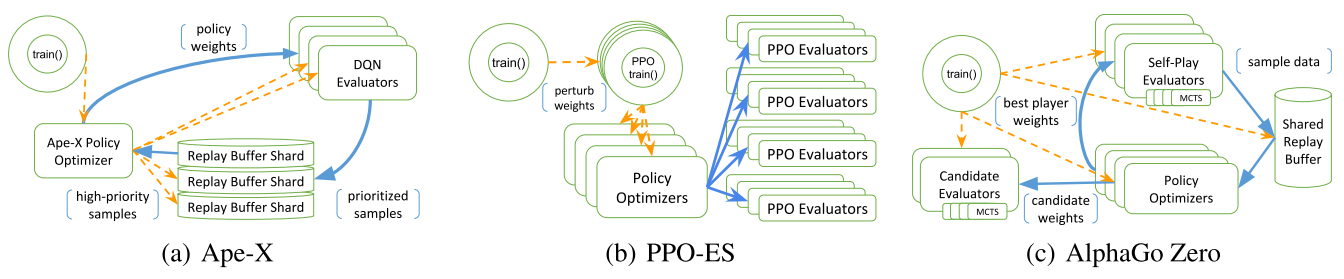 train()
policy
weights
DQN
Evaluators
Ape-X Policy
Optimizer
Replay Buffer Shard
Replay Buffer Shard
Replay Buffer Shard
high-priority
samples
prioritized
samples
(a) Ape-X
train()
PPO
train()
perturb
weights
Policy
Optimizers
PPO Evaluators
PPO Evaluators
PPO Evaluators
PPO Evaluators
(b) PPO-ES
train()
Self-Play
Evaluators
MCTS
sample data
best player
weights
Shared
Replay
Buffer
Candidate
Evaluators
MCTS
candidate
weights
Policy
Optimizers
(c) AlphaGo Zero